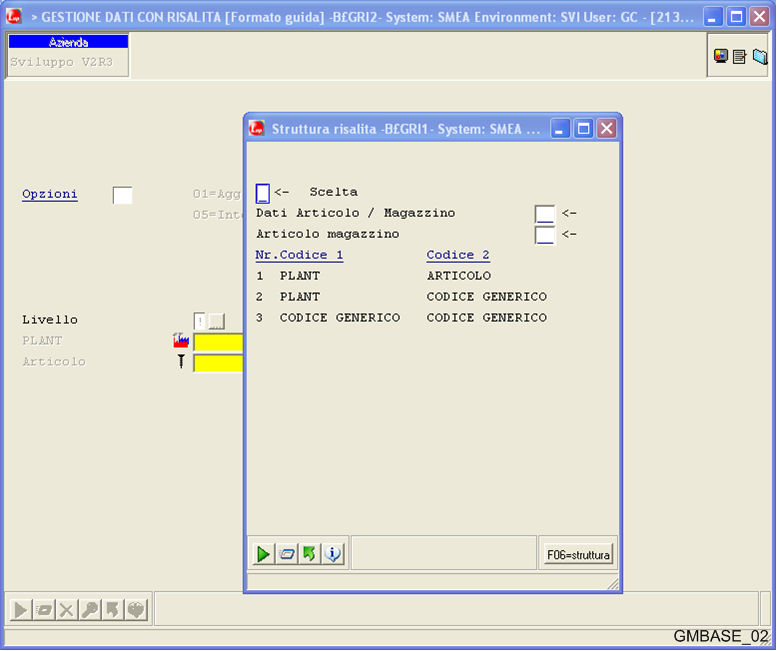 > GESTIONE DATI CON RISALITA [Formato guida] -B£GRI2- System: SMEA Environment: SVI User: GC - [213...
Azienda
Sviluppo V2R3
Struttura risalita -B£GRI1- System: SMEA ...
<- Scelta
Opzioni 01=Agg
05=Inte
Dati Articolo / Magazzino <-
Articolo magazzino <-
Nr.Codice 1 Codice 2
1 PLANT ARTICOLO
2 PLANT CODICE GENERICO
3 CODICE GENERICO CODICE GENERICO
Livello
PLANT
Articolo
F06=struttura
GMBASE_02